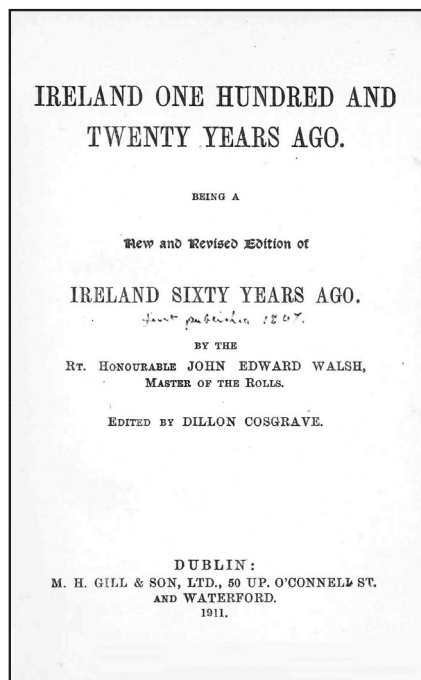 IRELAND ONE HUNDRED AND
TWENTY YEARS AGO.
BEING A
New and Revised Edition of
IRELAND SIXTY YEARS AGO.
first published 1847.
BY THE
RT. HONOURABLE JOHN EDWARD WALSH,
MASTER OF THE ROLLS.
EDITED BY DILLON COSGRAVE.
DUBLIN:
M. H. GILL & SON, LTD., 50 UP. O'CONNELL ST.
AND WATERFORD.
1911.